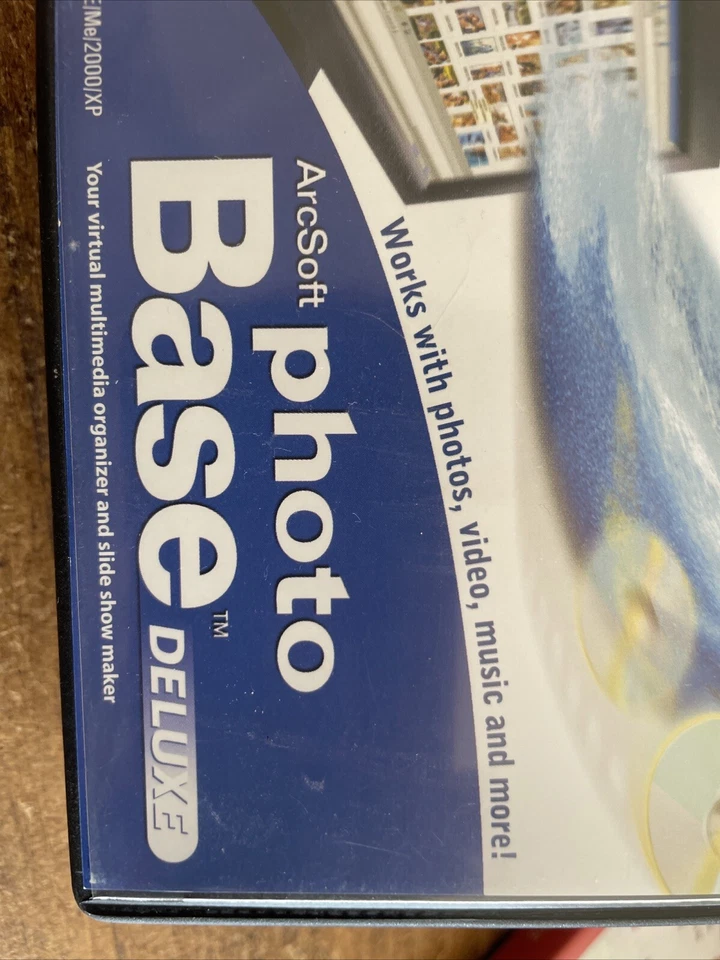 Works with photos, video, music and more!
ArcSoft
photo
Base™ DELUXE
Your virtual multimedia organizer and slide show maker
E/Me/2000/XP